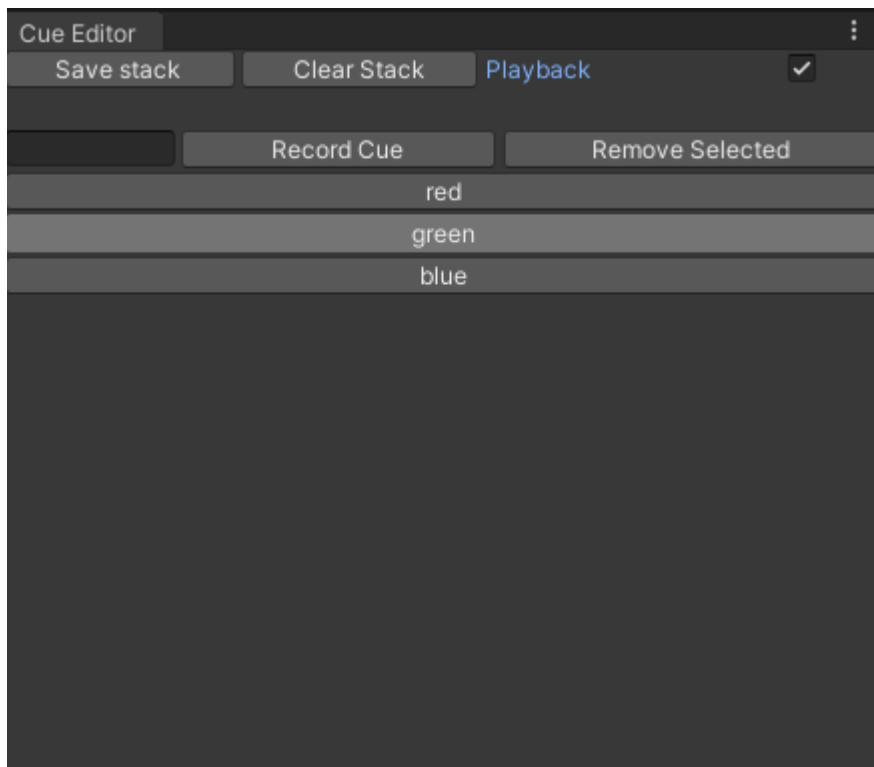 Cue Editor
Save stack Clear Stack Playback
Record Cue Remove Selected
red
green
blue